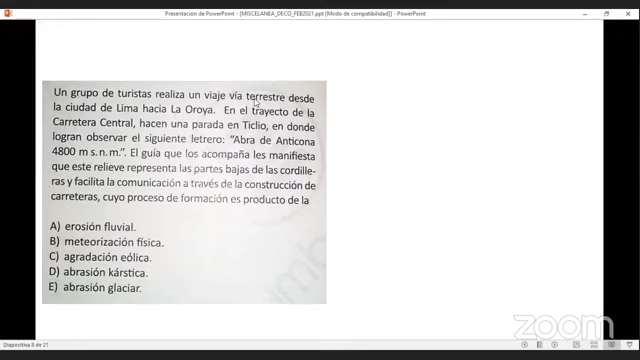 Presentación de PowerPoint - [MISCELANEA_DECO_FEB2021.ppt [Modo de compatibilidad]] - PowerPoint
Un grupo de turistas realiza un viaje vía terrestre desde
la ciudad de Lima hacia La Oroya. En el trayecto de la
Carretera Central, hacen una parada en Ticlio, en donde
logran observar el siguiente letrero: “Abra de Anticona
4800 m s. n. m.”. El guía que los acompaña les manifiesta
que este relieve representa las partes bajas de las cordille-
ras y facilita la comunicación a través de la construcción de
carreteras, cuyo proceso de formación es producto de la
A) erosión fluvial.
B) meteorización física.
C) agradación eólica.
D) abrasión kárstica.
E) abrasión glaciar.
zoom
Diapositiva 8 de 21